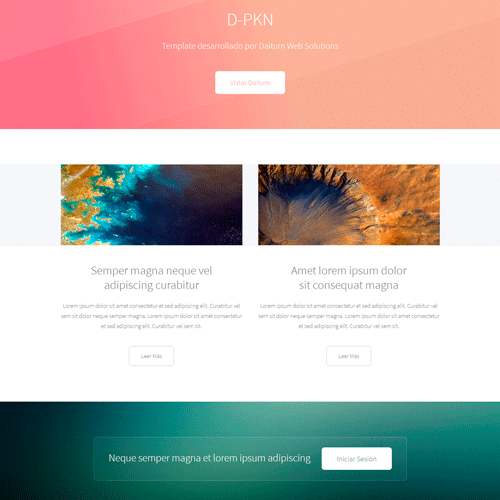 D-PKN
Template desarrollado por Daitum Web Solutions
Visitar Daitum
Semper magna neque vel
adipiscing curabitur
Lorem ipsum dolor sit amet consectetur et sed adipiscing elit. Curabitur vel
sem sit dolor neque semper magna. Lorem ipsum dolor sit amet consectetur
et sed adipiscing elit. Curabitur vel sem sit.
Leer Más
Amet lorem ipsum dolor
sit consequat magna
Lorem ipsum dolor sit amet consectetur et sed adipiscing elit. Curabitur vel
sem sit dolor neque semper magna. Lorem ipsum dolor sit amet consectetur
et sed adipiscing elit. Curabitur vel sem sit.
Leer Más
Neque semper magna et lorem ipsum adipiscing
Iniciar Sesión